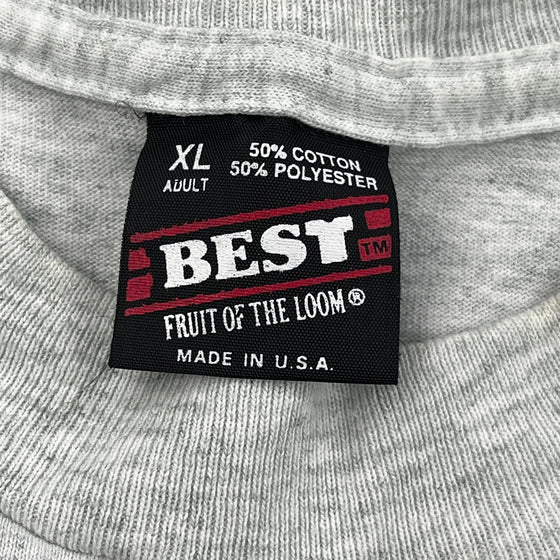 XL 50% COTTON
ADULT 50% POLYESTER
BEST TM
FRUIT OF THE LOOM®
MADE IN U.S.A.